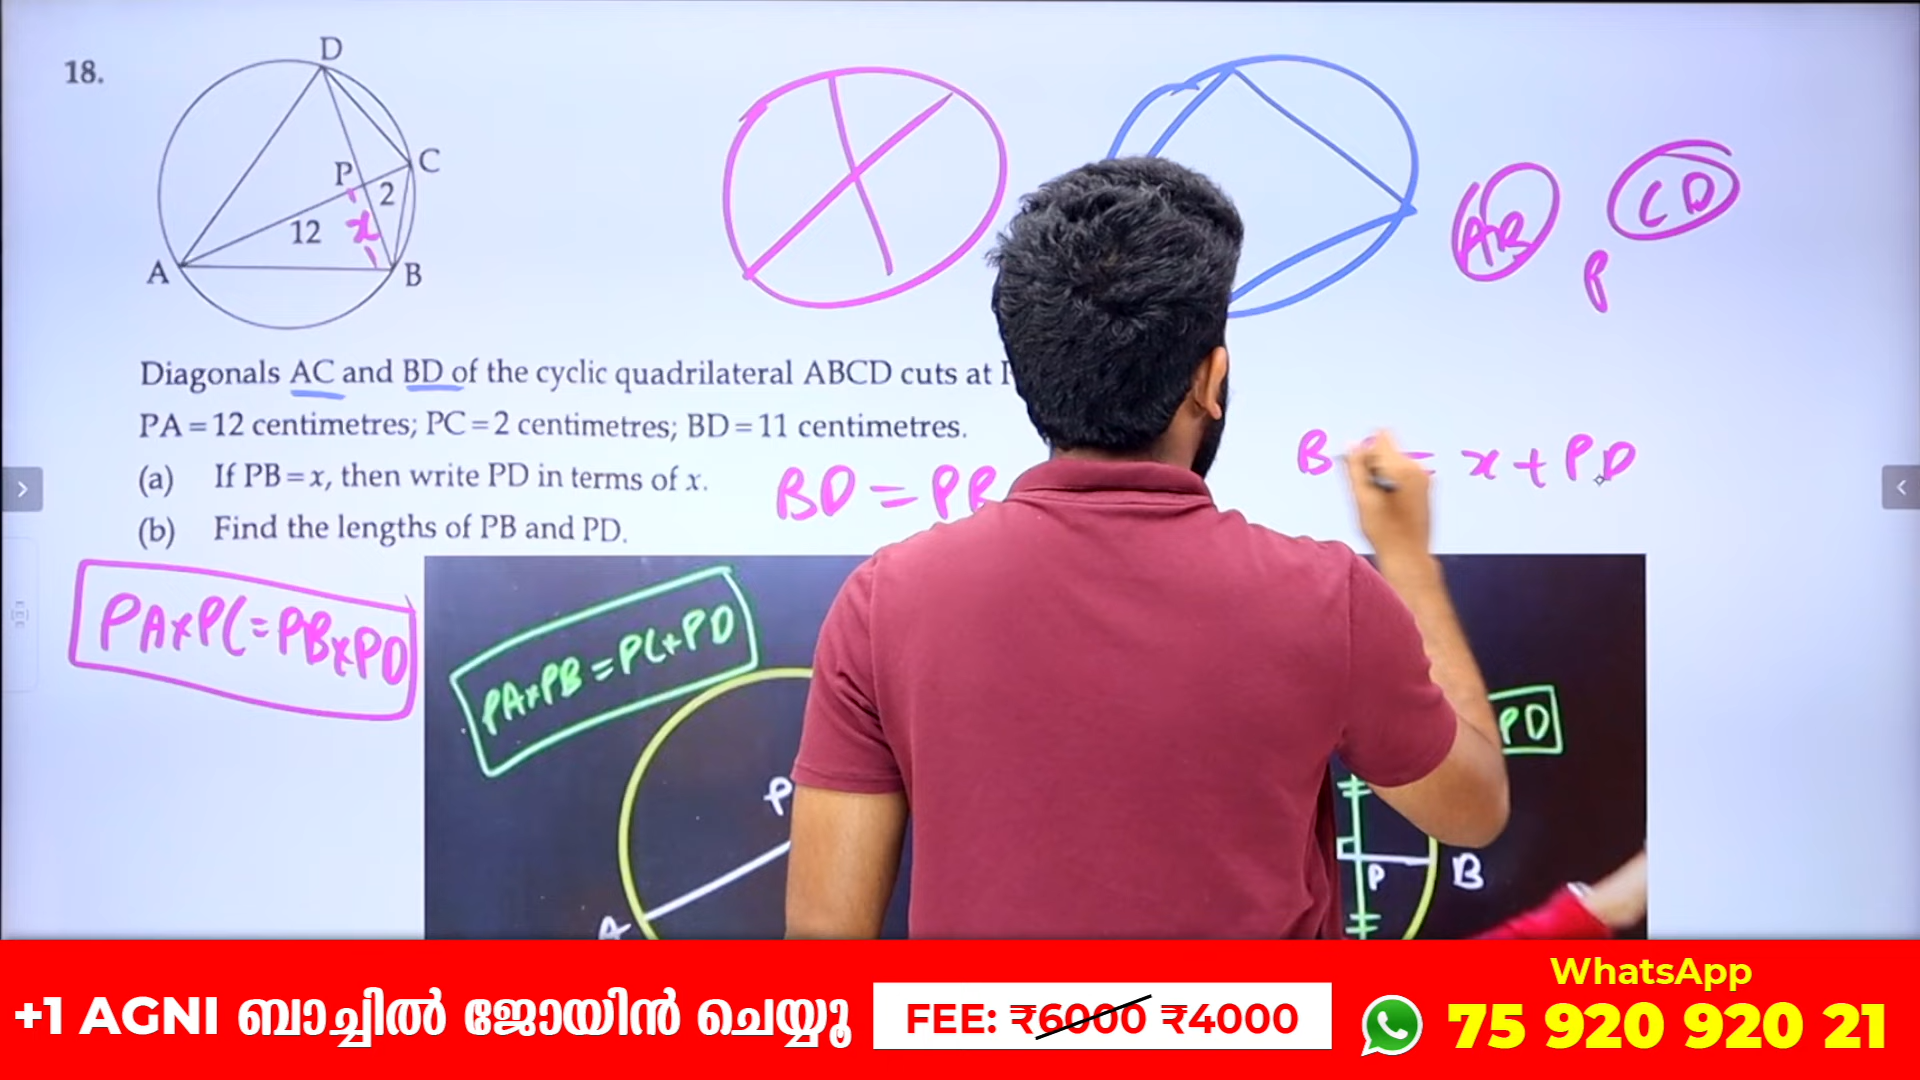 18.
D
P
C
2
12
x
A
B
AB
CD
P
Diagonals AC and BD of the cyclic quadrilateral ABCD cuts at
PA = 12 centimetres; PC = 2 centimetres; BD = 11 centimetres.
(a) If PB = x, then write PD in terms of x.
(b) Find the lengths of PB and PD.
BD = PB
B = x + PD
PA×PC = PB×PD
PA×PB = PC×PD
PD
P
A
P
B
+1 AGNI ബാച്ചിൽ ജോയിൻ ചെയ്യൂ
FEE: ₹6000 ₹4000
WhatsApp
75 920 920 21